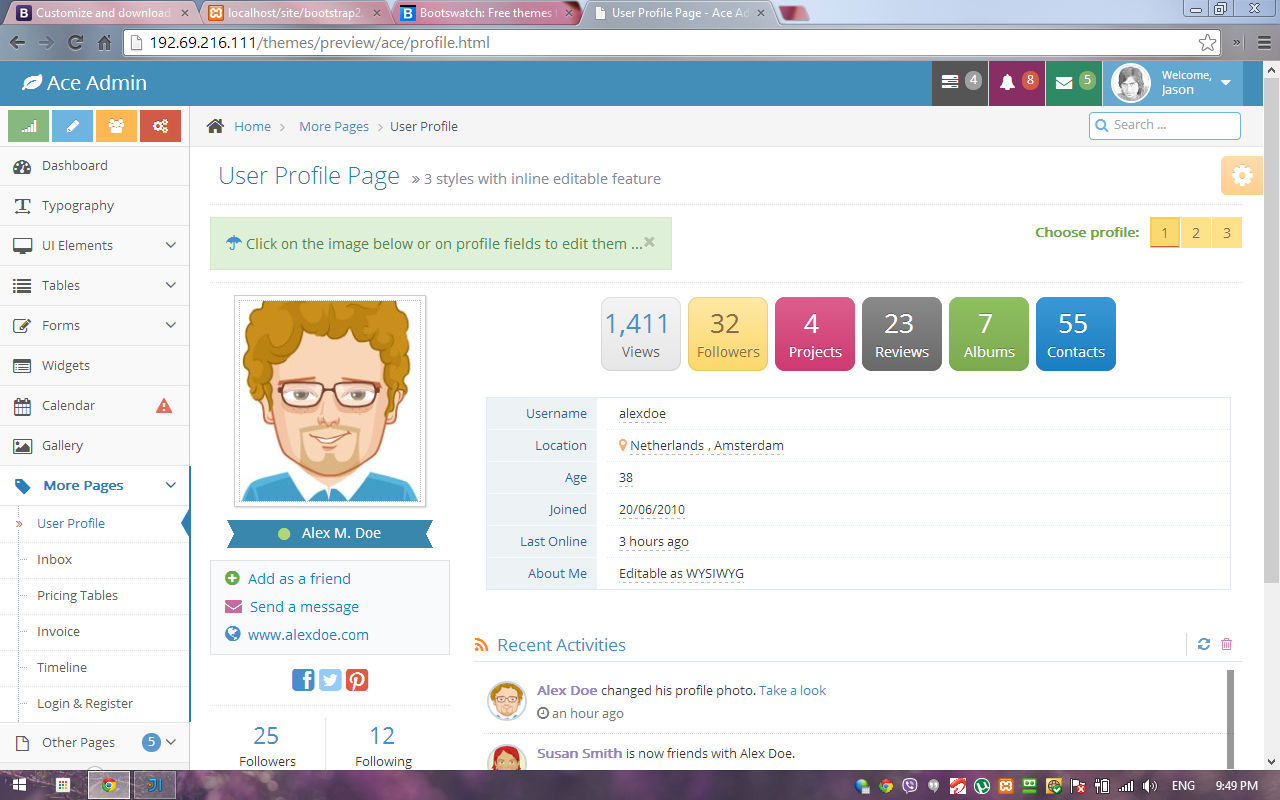 Customize and download
localhost/site/bootstrap2
Bootswatch: Free themes
User Profile Page - Ace Ad
192.69.216.111/themes/preview/ace/profile.html
Ace Admin
4
8
5
Welcome,
Jason
Home
More Pages
User Profile
Search ...
Dashboard
Typography
UI Elements
Tables
Forms
Widgets
Calendar
Gallery
More Pages
» User Profile
Inbox
Pricing Tables
Invoice
Timeline
Login & Register
Other Pages 5
User Profile Page » 3 styles with inline editable feature
Click on the image below or on profile fields to edit them ... ×
Choose profile: 1 2 3
Alex M. Doe
Add as a friend
Send a message
www.alexdoe.com
25
Followers
12
Following
1,411
Views
32
Followers
4
Projects
23
Reviews
7
Albums
55
Contacts
Username alexdoe
Location Netherlands , Amsterdam
Age 38
Joined 20/06/2010
Last Online 3 hours ago
About Me Editable as WYSIWYG
Recent Activities
Alex Doe changed his profile photo. Take a look
an hour ago
Susan Smith is now friends with Alex Doe.
ENG
9:49 PM